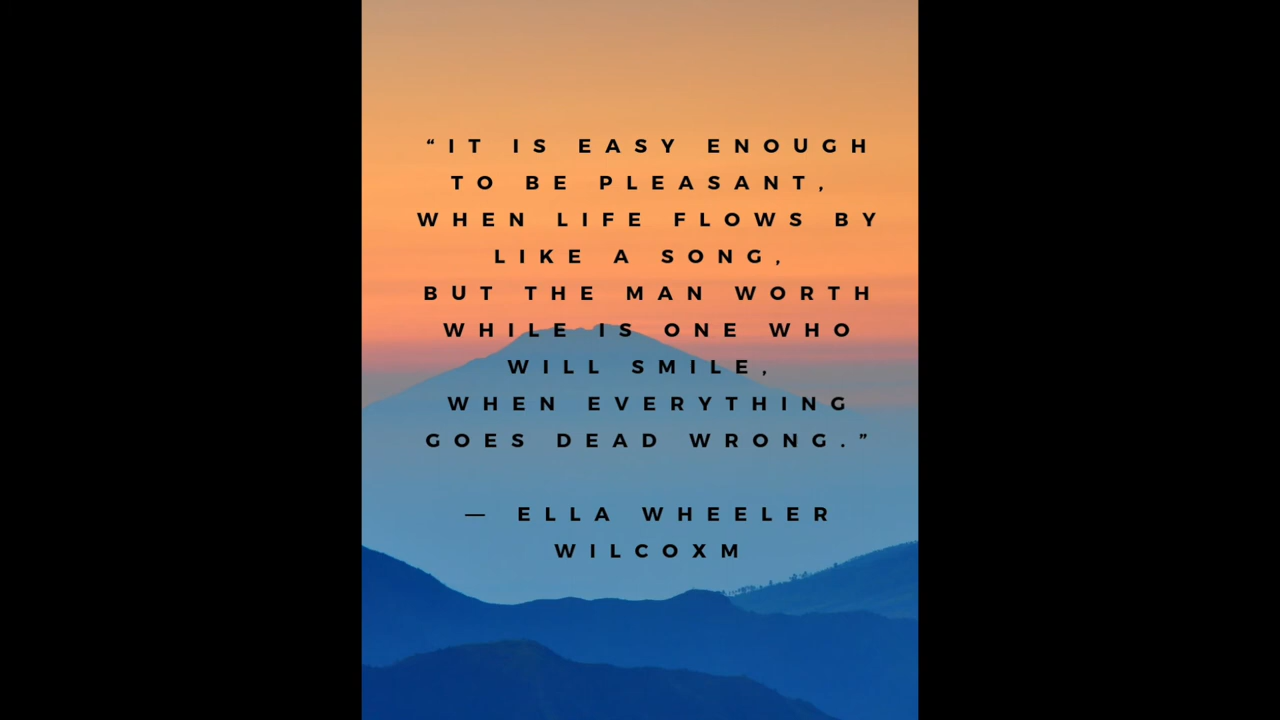 “IT IS EASY ENOUGH
TO BE PLEASANT,
WHEN LIFE FLOWS BY
LIKE A SONG,
BUT THE MAN WORTH
WHILE IS ONE WHO
WILL SMILE,
WHEN EVERYTHING
GOES DEAD WRONG.”
— ELLA WHEELER
WILCOXM